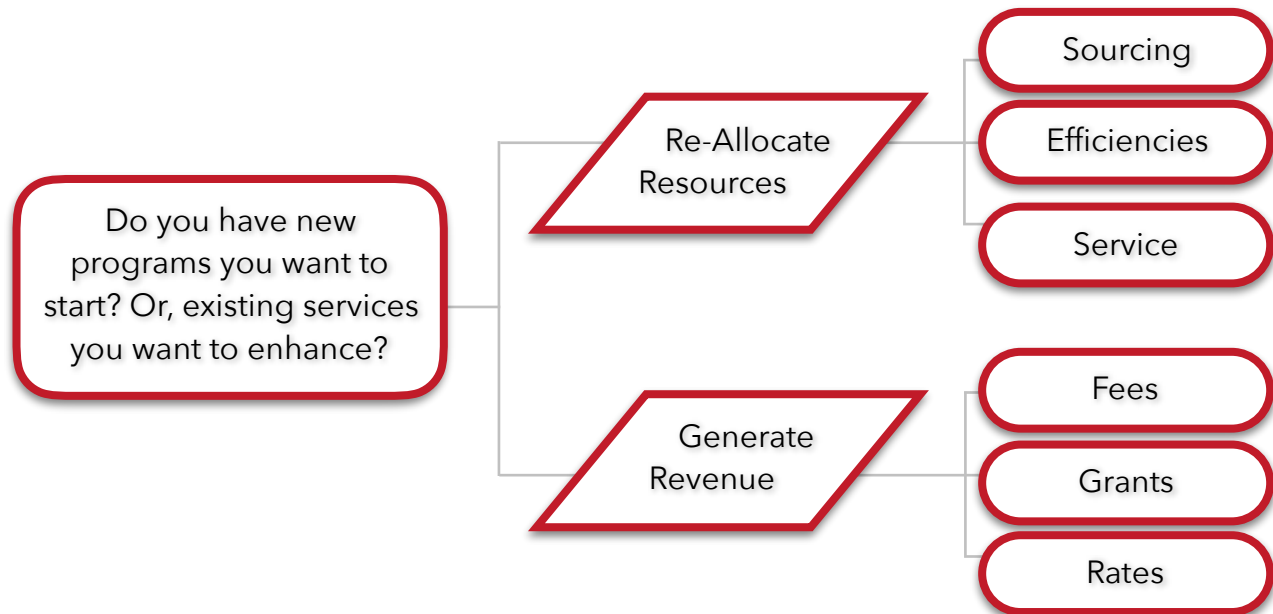 Do you have new
programs you want to
start? Or, existing services
you want to enhance?
Re-Allocate
Resources
Sourcing
Efficiencies
Service
Generate
Revenue
Fees
Grants
Rates